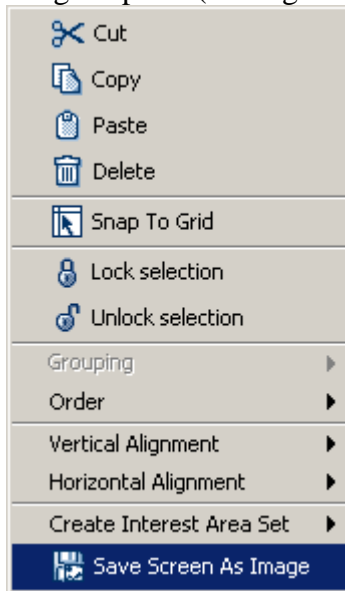 Cut
Copy
Paste
Delete
Snap To Grid
Lock selection
Unlock selection
Grouping
Order
Vertical Alignment
Horizontal Alignment
Create Interest Area Set
Save Screen As Image